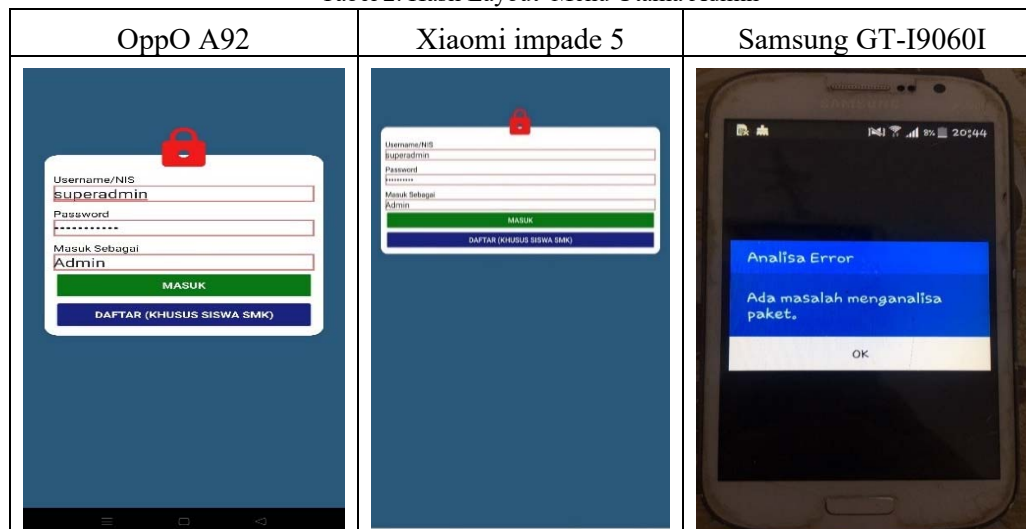 OppO A92
Xiaomi impade 5
Samsung GT-I9060I
Username/NIS
superadmin
Password
Masuk Sebagai
Admin
MASUK
DAFTAR (KHUSUS SISWA SMK)
Username/NIS
superadmin
Password
Masuk Sebagai
Admin
MASUK
DAFTAR (KHUSUS SISWA SMK)
SAMSUNG
8% 20:44
Analisa Error
Ada masalah menganalisa
paket.
OK